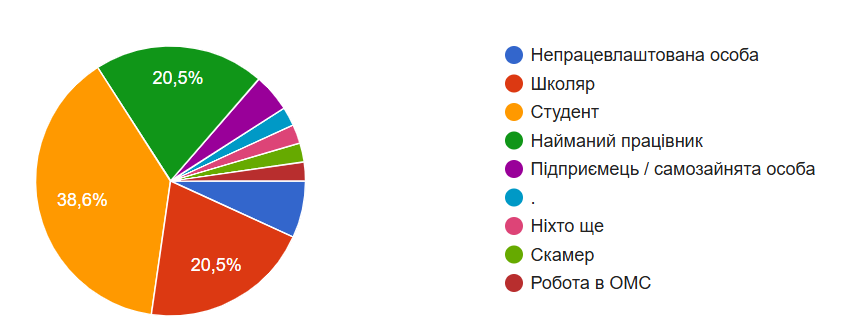 20,5%
38,6%
20,5%
Непрацевлаштована особа
Школяр
Студент
Найманий працівник
Підприємець / самозайнята особа
.
Ніхто ще
Скамер
Робота в ОМС